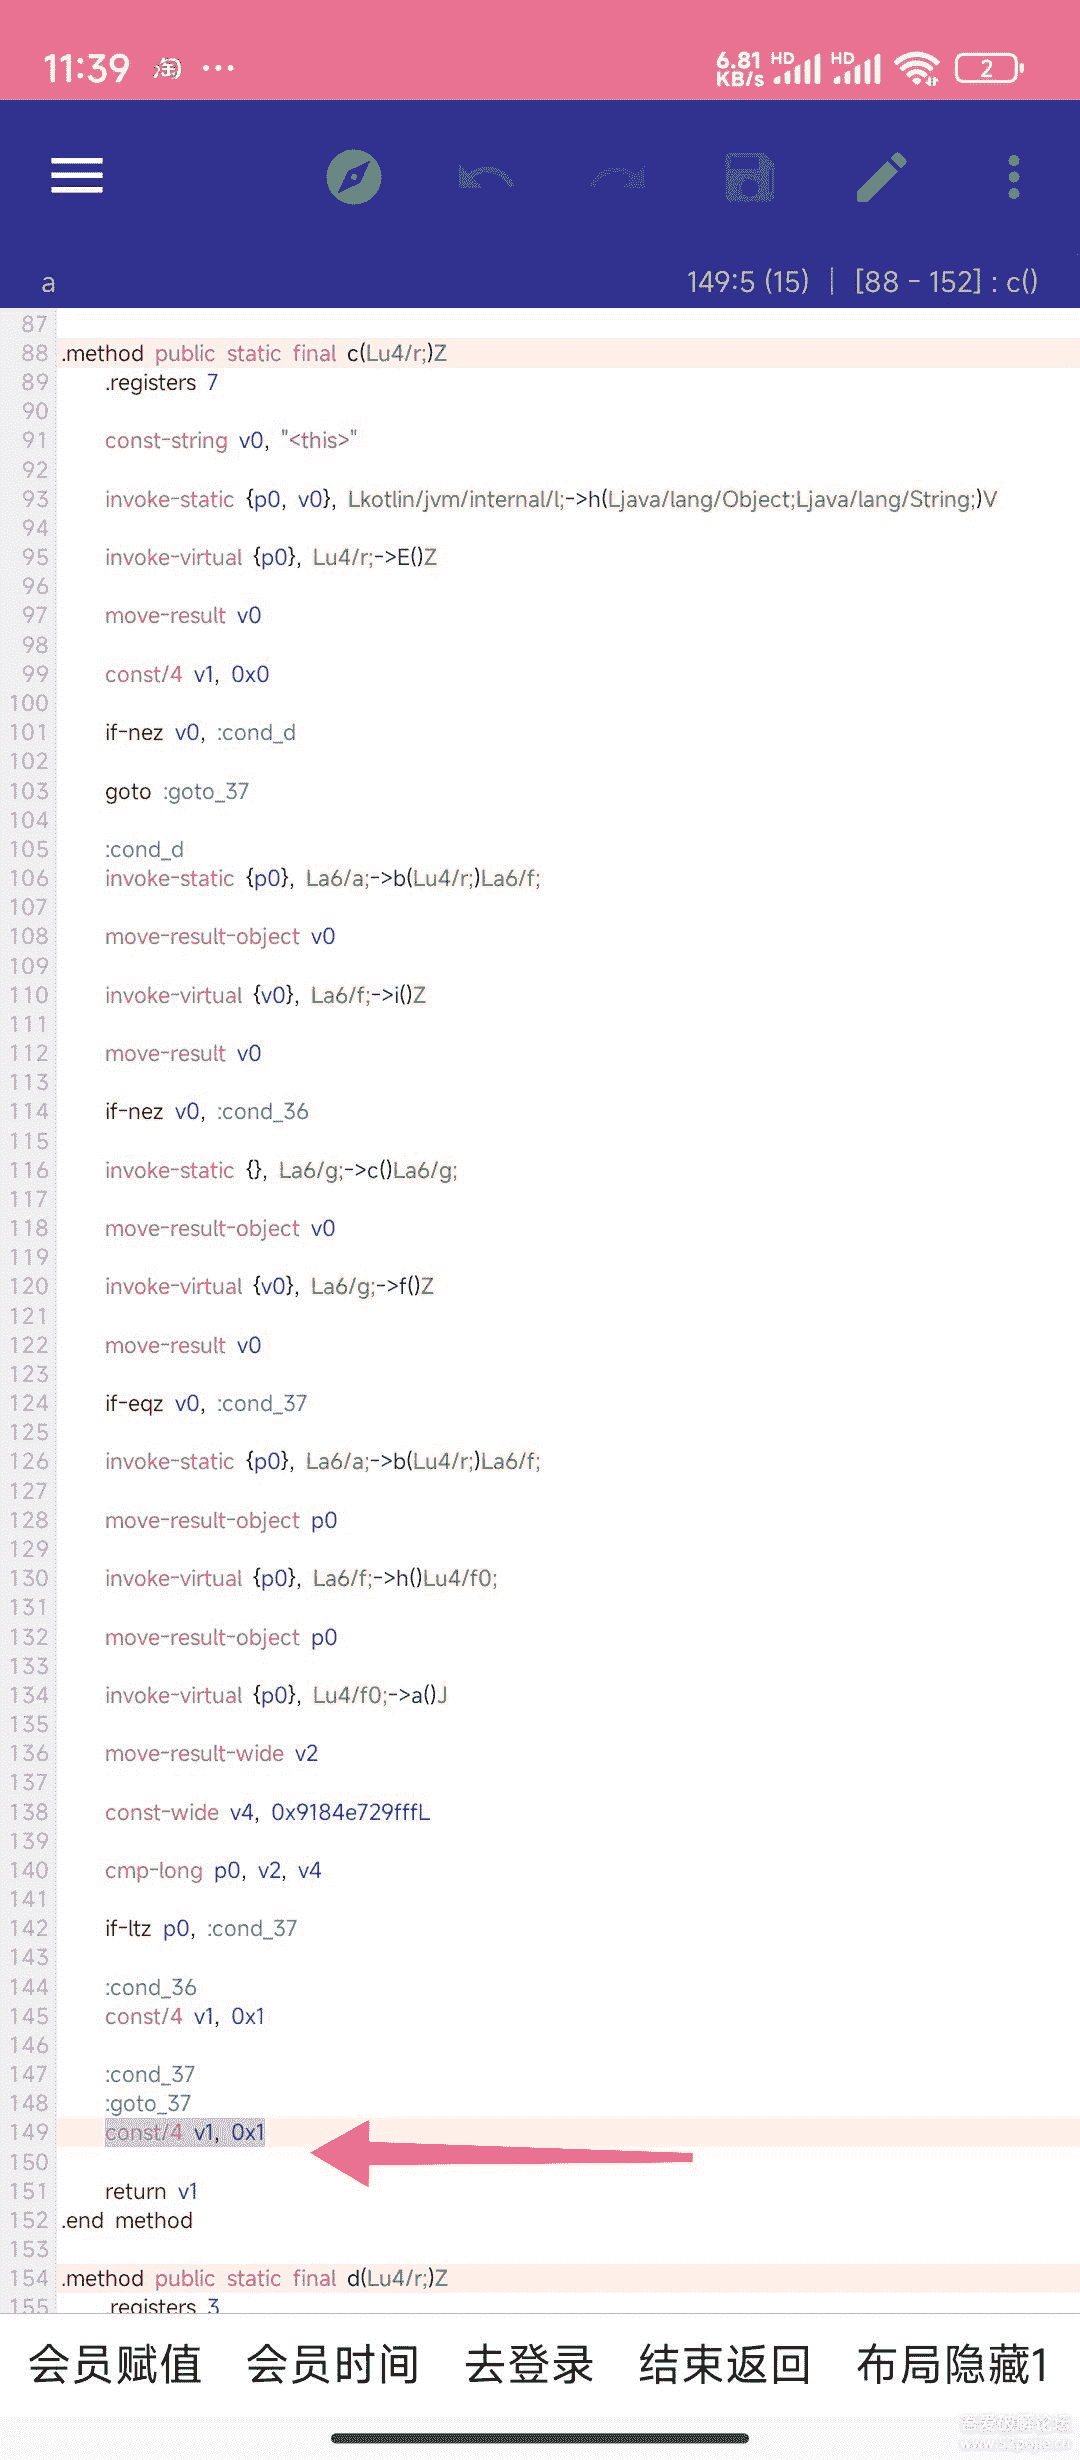 11:39 淘 ···
6.81 KB/s HD HD 2
a 149:5 (15) | [88 - 152] : c()
87
88 .method public static final c(Lu4/r;)Z
89 .registers 7
90
91 const-string v0, "<this>"
92
93 invoke-static {p0, v0}, Lkotlin/jvm/internal/l;->h(Ljava/lang/Object;Ljava/lang/String;)V
94
95 invoke-virtual {p0}, Lu4/r;->E()Z
96
97 move-result v0
98
99 const/4 v1, 0x0
100
101 if-nez v0, :cond_d
102
103 goto :goto_37
104
105 :cond_d
106 invoke-static {p0}, La6/a;->b(Lu4/r;)La6/f;
107
108 move-result-object v0
109
110 invoke-virtual {v0}, La6/f;->i()Z
111
112 move-result v0
113
114 if-nez v0, :cond_36
115
116 invoke-static {}, La6/g;->c()La6/g;
117
118 move-result-object v0
119
120 invoke-virtual {v0}, La6/g;->f()Z
121
122 move-result v0
123
124 if-eqz v0, :cond_37
125
126 invoke-static {p0}, La6/a;->b(Lu4/r;)La6/f;
127
128 move-result-object p0
129
130 invoke-virtual {p0}, La6/f;->h()Lu4/f0;
131
132 move-result-object p0
133
134 invoke-virtual {p0}, Lu4/f0;->a()J
135
136 move-result-wide v2
137
138 const-wide v4, 0x9184e729fffL
139
140 cmp-long p0, v2, v4
141
142 if-ltz p0, :cond_37
143
144 :cond_36
145 const/4 v1, 0x1
146
147 :cond_37
148 :goto_37
149 const/4 v1, 0x1
150
151 return v1
152 .end method
153
154 .method public static final d(Lu4/r;)Z
155 .registers 3
会员赋值 会员时间 去登录 结束返回 布局隐藏1
吾爱破解论坛
www.52pojie.cn